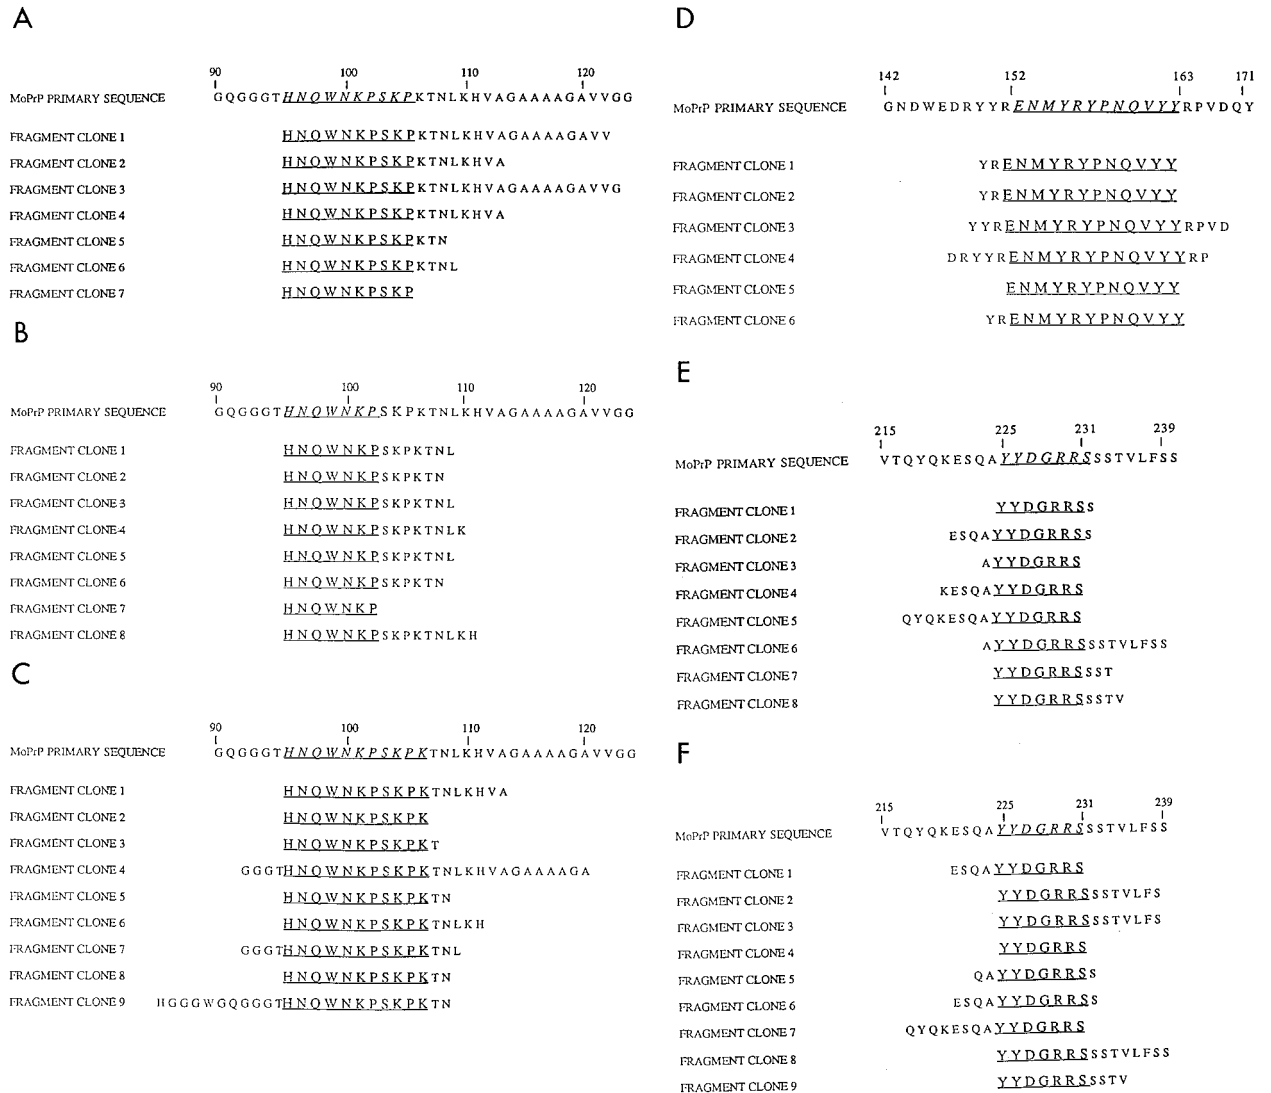 A
90 100 110 120
MoPrP PRIMARY SEQUENCE GQGGGTHNQWNKPSKPKTNLKHVAGAAAAGAVVGG
FRAGMENT CLONE 1 HNQWNKPSKPKTNLKHVAGAAAAGAVV
FRAGMENT CLONE 2 HNQWNKPSKPKTNLKHVA
FRAGMENT CLONE 3 HNQWNKPSKPKTNLKHVAGAAAAGAVVG
FRAGMENT CLONE 4 HNQWNKPSKPKTNLKHVA
FRAGMENT CLONE 5 HNQWNKPSKPKTN
FRAGMENT CLONE 6 HNQWNKPSKPKTNL
FRAGMENT CLONE 7 HNQWNKPSKP
B
90 100 110 120
MoPrP PRIMARY SEQUENCE GQGGGTHNQWNKPSKPKTNLKHVAGAAAAGAVVGG
FRAGMENT CLONE 1 HNQWNKPSKPKTNL
FRAGMENT CLONE 2 HNQWNKPSKPKTN
FRAGMENT CLONE 3 HNQWNKPSKPKTNL
FRAGMENT CLONE 4 HNQWNKPSKPKTNLK
FRAGMENT CLONE 5 HNQWNKPSKPKTNL
FRAGMENT CLONE 6 HNQWNKPSKPKTN
FRAGMENT CLONE 7 HNQWNKP
FRAGMENT CLONE 8 HNQWNKPSKPKTNLKH
C
90 100 110 120
MoPrP PRIMARY SEQUENCE GQGGGTHNQWNKPSKPKTNLKHVAGAAAAGAVVGG
FRAGMENT CLONE 1 HNQWNKPSKPKTNLKHVA
FRAGMENT CLONE 2 HNQWNKPSKPK
FRAGMENT CLONE 3 HNQWNKPSKPKT
FRAGMENT CLONE 4 GGGTHNQWNKPSKPKTNLKHVAGAAAAGA
FRAGMENT CLONE 5 HNQWNKPSKPKTN
FRAGMENT CLONE 6 HNQWNKPSKPKTNLKH
FRAGMENT CLONE 7 GGGTHNQWNKPSKPKTNL
FRAGMENT CLONE 8 HNQWNKPSKPKTN
FRAGMENT CLONE 9 HGGGWGQGGGTHNQWNKPSKPKTN
D
142 152 163 171
MoPrP PRIMARY SEQUENCE GNDWEDRYYRENMYRYPNQVYYRPVDQY
FRAGMENT CLONE 1 YRENMYRYPNQVYY
FRAGMENT CLONE 2 YRENMYRYPNQVYY
FRAGMENT CLONE 3 YYRENMYRYPNQVYYRPVD
FRAGMENT CLONE 4 DRYYRENMYRYPNQVYYRP
FRAGMENT CLONE 5 ENMYRYPNQVYY
FRAGMENT CLONE 6 YRENMYRYPNQVYY
E
215 225 231 239
MoPrP PRIMARY SEQUENCE VTQYQKESQAYYDGRRSSSTVLFSS
FRAGMENT CLONE 1 YYDGRRSS
FRAGMENT CLONE 2 ESQAYYDGRRSS
FRAGMENT CLONE 3 AYYDGRRS
FRAGMENT CLONE 4 KESQAYYDGRRS
FRAGMENT CLONE 5 QYQKESQAYYDGRRS
FRAGMENT CLONE 6 AYYDGRRSSSTVLFSS
FRAGMENT CLONE 7 YYDGRRSSST
FRAGMENT CLONE 8 YYDGRRSSSTV
F
215 225 231 239
MoPrP PRIMARY SEQUENCE VTQYQKESQAYYDGRRSSSTVLFSS
FRAGMENT CLONE 1 ESQAYYDGRRS
FRAGMENT CLONE 2 YYDGRRSSSTVLFS
FRAGMENT CLONE 3 YYDGRRSSSTVLFS
FRAGMENT CLONE 4 YYDGRRS
FRAGMENT CLONE 5 QAYYDGRRSS
FRAGMENT CLONE 6 ESQAYYDGRRSS
FRAGMENT CLONE 7 QYQKESQAYYDGRRS
FRAGMENT CLONE 8 YYDGRRSSSTVLFSS
FRAGMENT CLONE 9 YYDGRRSSSTV